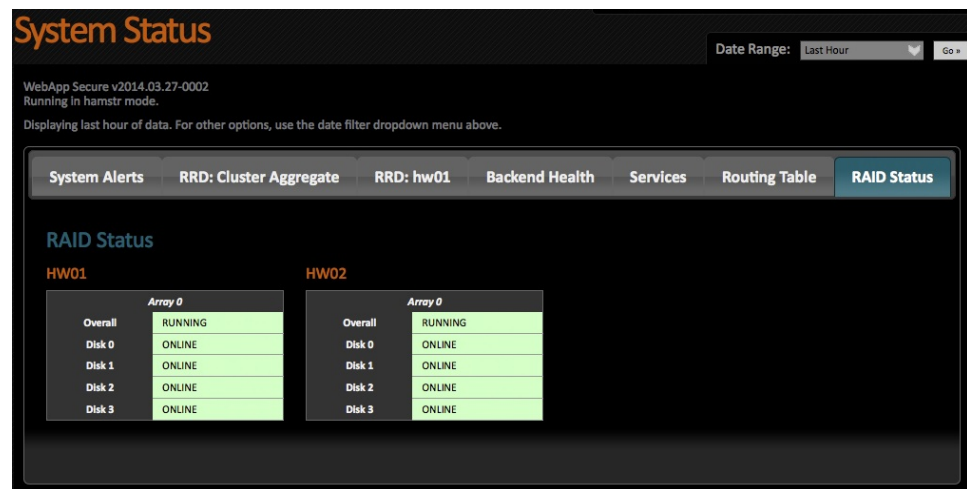 System Status
Date Range: Last Hour Go »
WebApp Secure v2014.03.27-0002
Running in hamstr mode.
Displaying last hour of data. For other options, use the date filter dropdown menu above.
System Alerts RRD: Cluster Aggregate RRD: hw01 Backend Health Services Routing Table RAID Status
RAID Status
HW01 HW02
Array 0 Array 0
Overall RUNNING Overall RUNNING
Disk 0 ONLINE Disk 0 ONLINE
Disk 1 ONLINE Disk 1 ONLINE
Disk 2 ONLINE Disk 2 ONLINE
Disk 3 ONLINE Disk 3 ONLINE